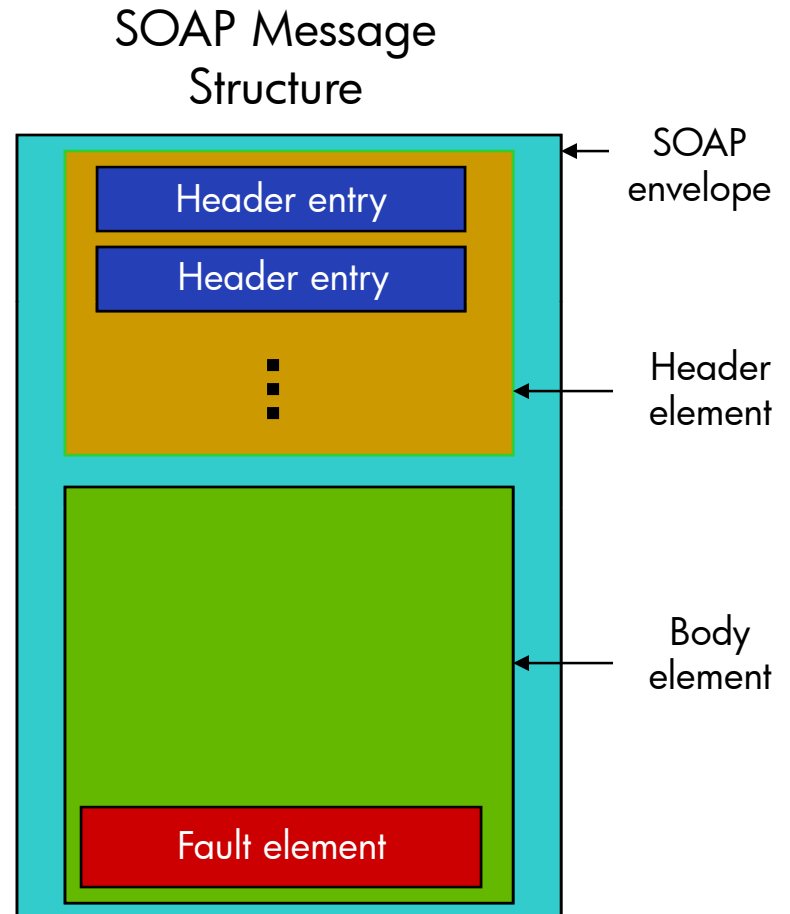 SOAP Message
Structure
SOAP
envelope
Header entry
Header entry
Header
element
Body
element
Fault element